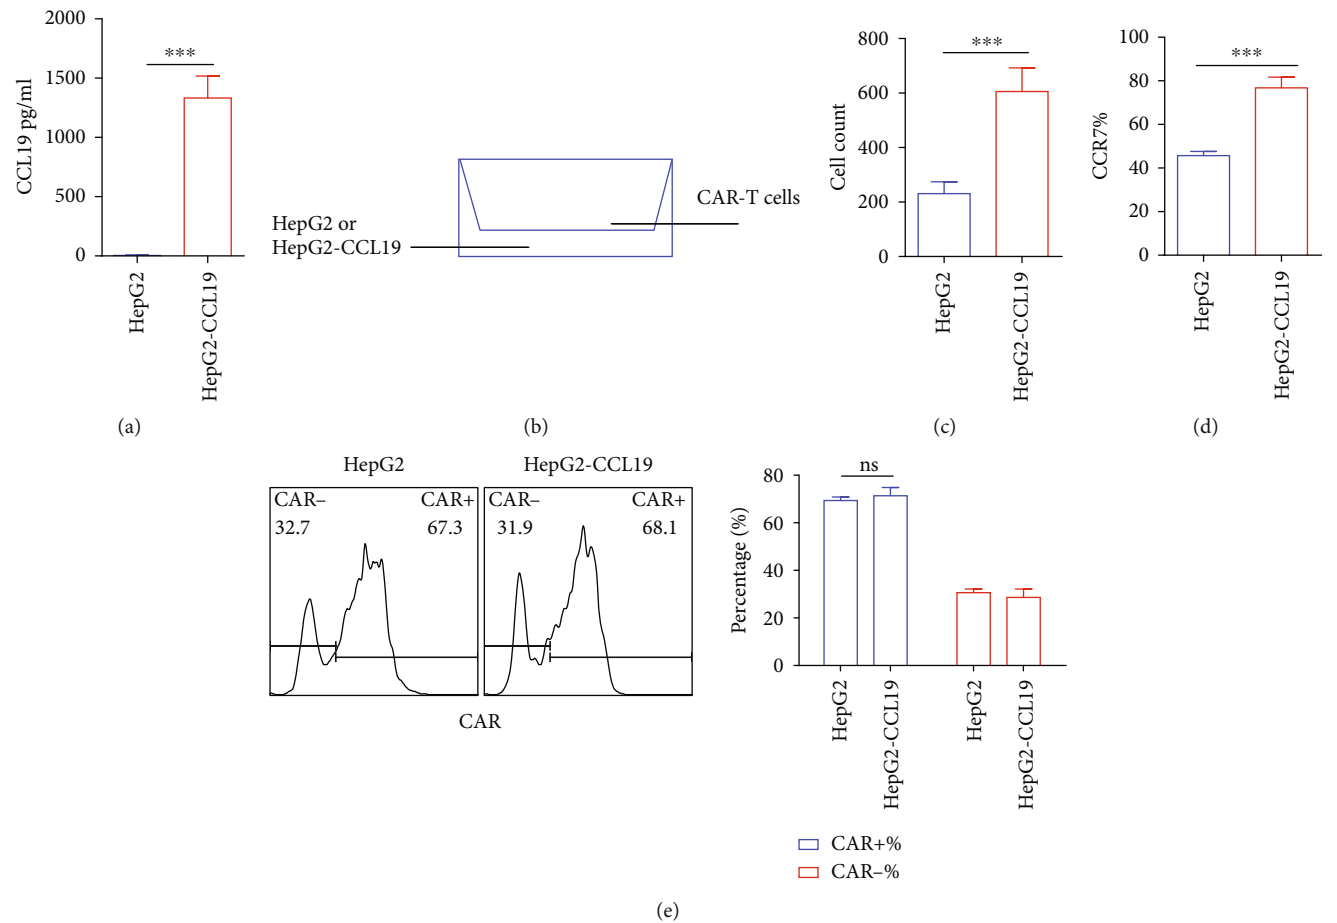 2000
1500
1000
500
0
CCL19 pg/ml
***
HepG2
HepG2-CCL19
(a)
HepG2 or
HepG2-CCL19
CAR-T cells
(b)
800
600
400
200
0
Cell count
***
HepG2
HepG2-CCL19
(c)
100
80
60
40
20
0
CCR7%
***
HepG2
HepG2-CCL19
(d)
HepG2
CAR–
32.7
CAR+
67.3
HepG2-CCL19
CAR–
31.9
CAR+
68.1
CAR
80
60
40
20
0
Percentage (%)
ns
HepG2
HepG2-CCL19
HepG2
HepG2-CCL19
CAR+%
CAR–%
(e)